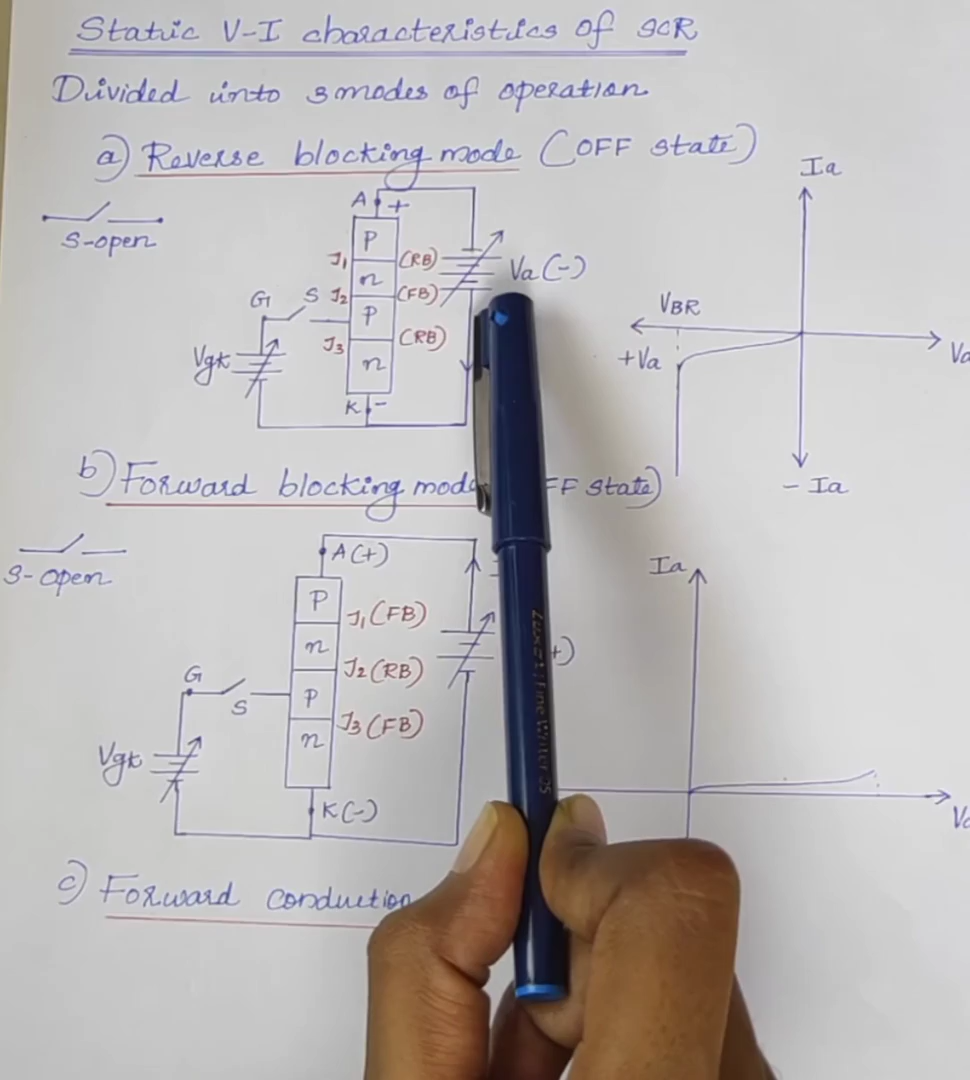 Static V-I characteristics of SCR
Divided into 3 modes of operation
a) Reverse blocking mode (OFF state)
S-open
A +
P
n
P
n
J1 (RB)
J2 (FB)
J3 (RB)
G S
Vgk
K -
Va (-)
Ia
VBR
+Va
Va
- Ia
b) Forward blocking mode FF State)
S-open
A (+)
P
n
P
n
J1 (FB)
J2 (RB)
J3 (FB)
G
S
Vgk
K (-)
+)
Ia
Va
c) Forward conduction